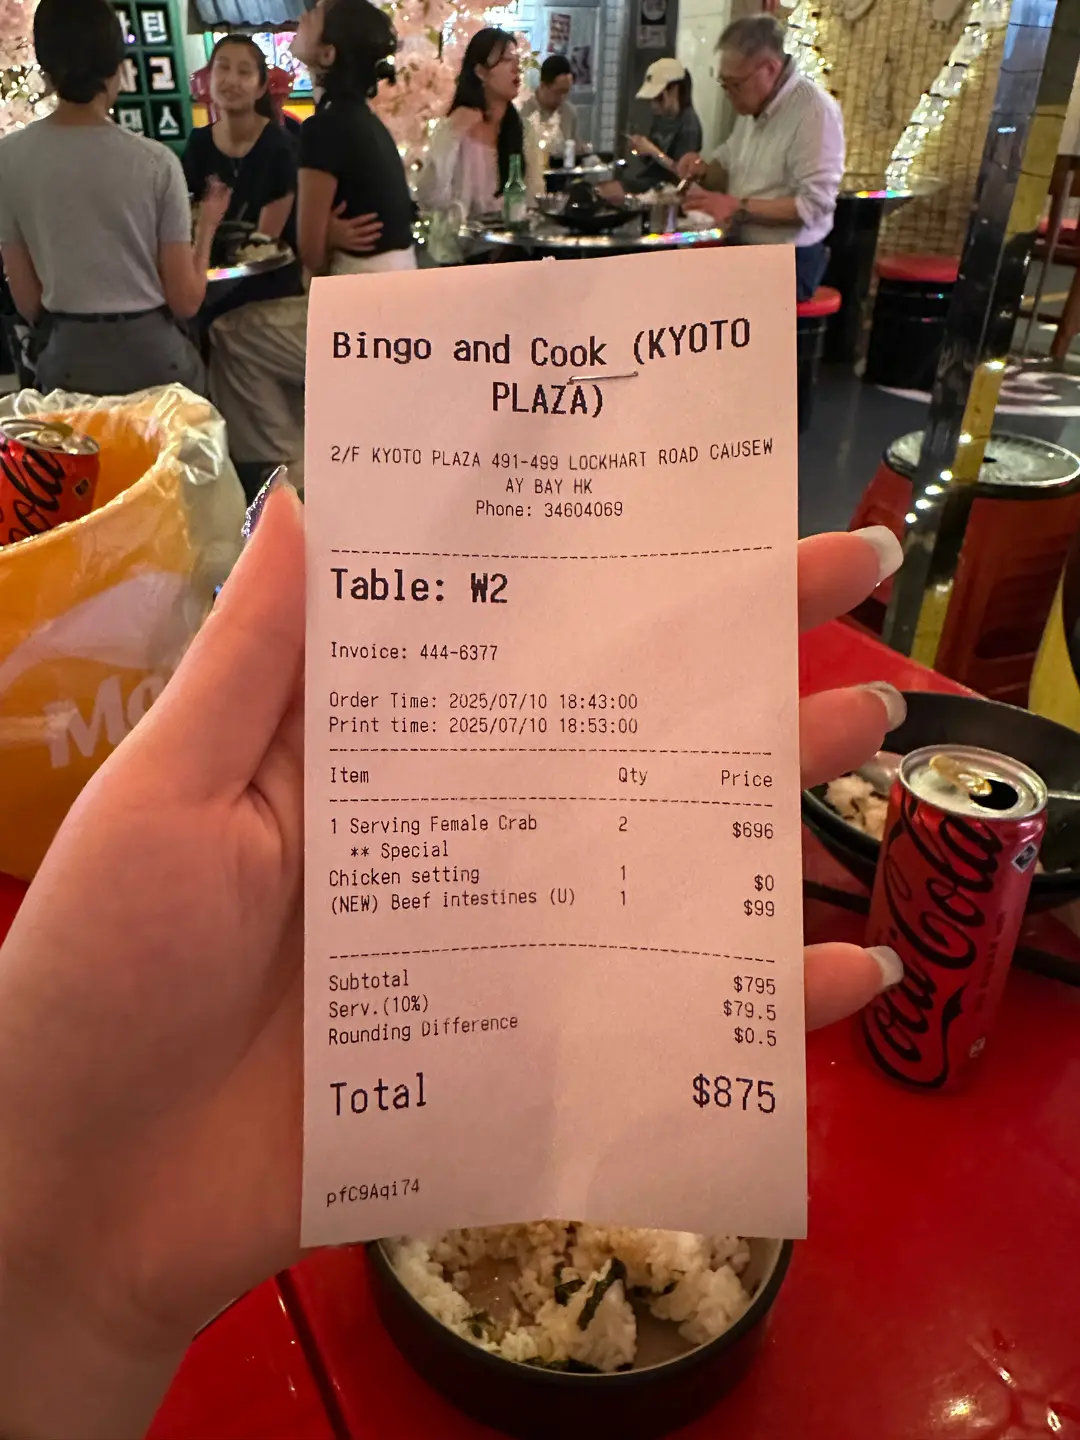 Bingo and Cook (KYOTO
PLAZA)
2/F KYOTO PLAZA 491-499 LOCKHART ROAD CAUSEW
AY BAY HK
Phone: 34604069
Table: W2
Invoice: 444-6377
Order Time: 2025/07/10 18:43:00
Print time: 2025/07/10 18:53:00
Item Qty Price
1 Serving Female Crab 2 $696
** Special
Chicken setting 1 $0
(NEW) Beef intestines (U) 1 $99
Subtotal $795
Serv.(10%) $79.5
Rounding Difference $0.5
Total $875
pfC9Aqi74
Coca-Cola